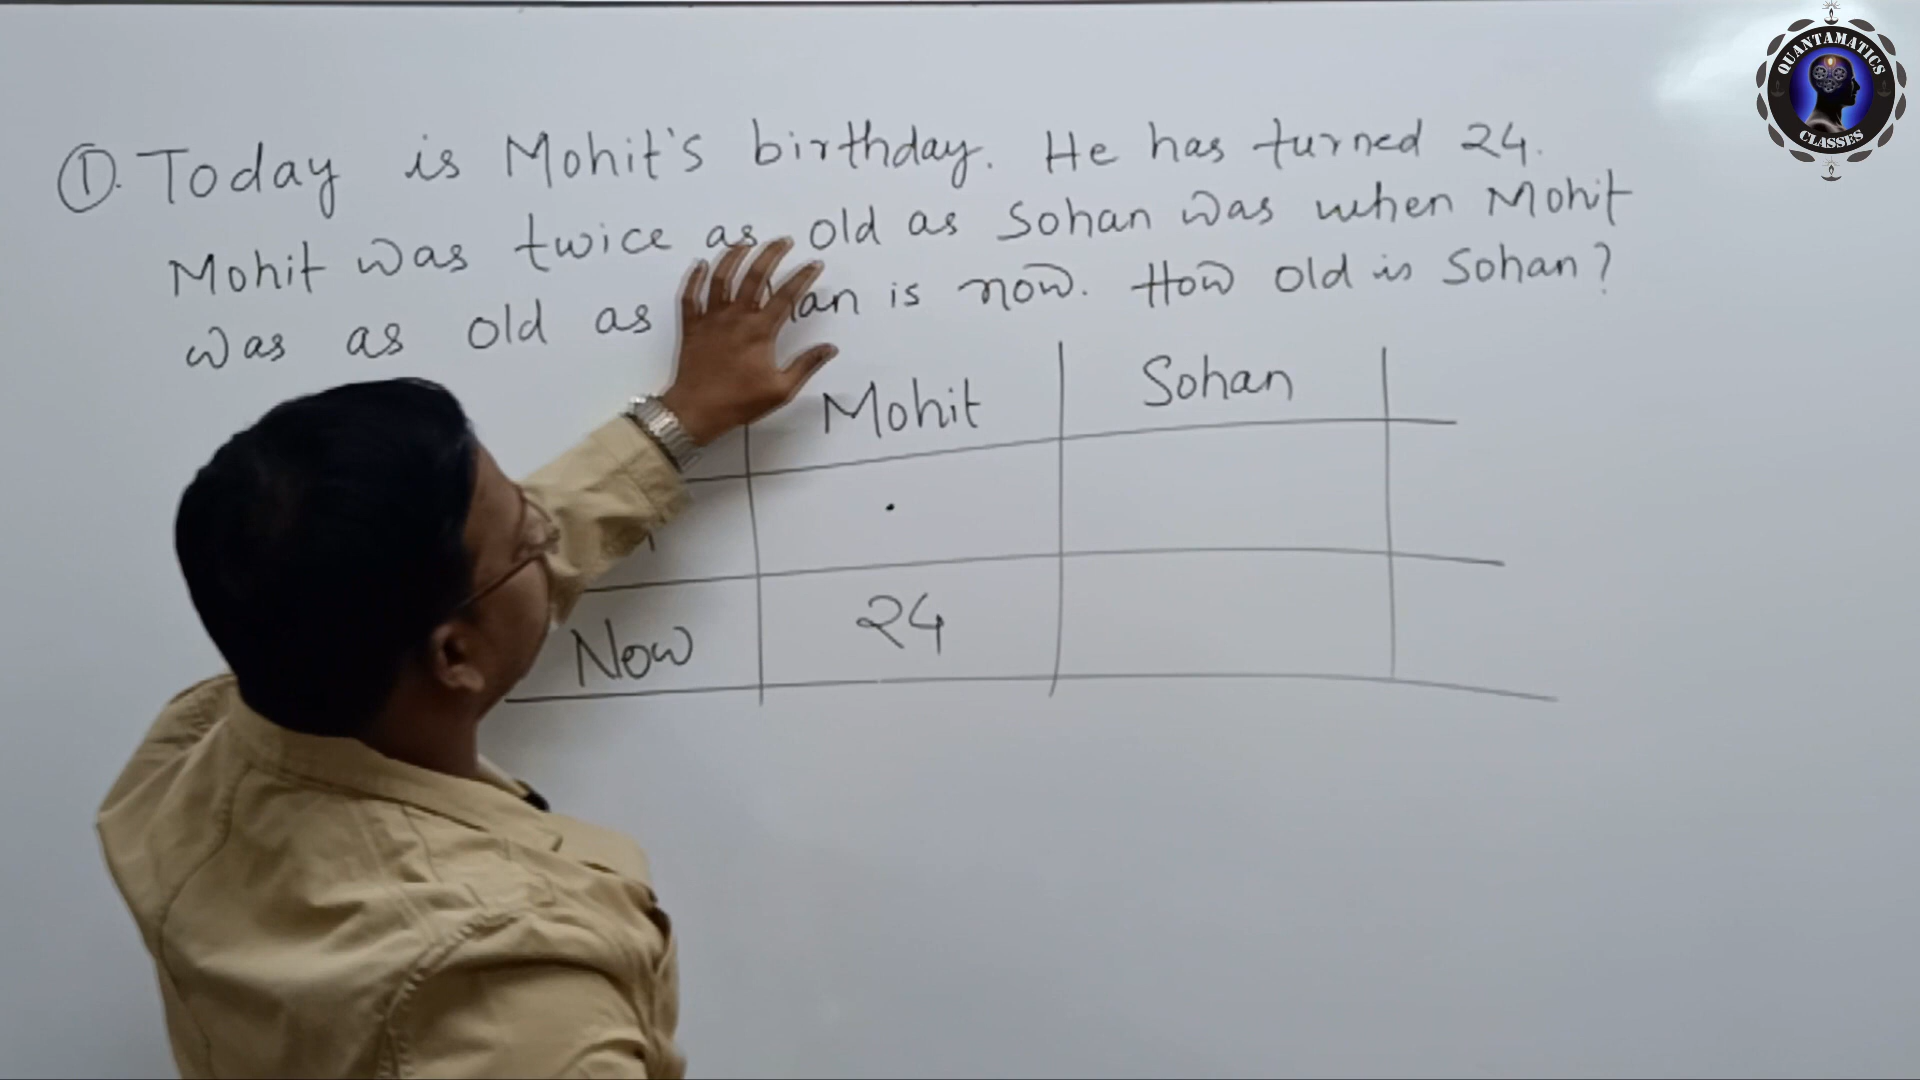 ① Today is Mohit's birthday. He has turned 24.
Mohit was twice as old as Sohan was when Mohit
was as old as is now. How old is Sohan?
Mohit Sohan
Now 24
QUANTAMATICS
CLASSES